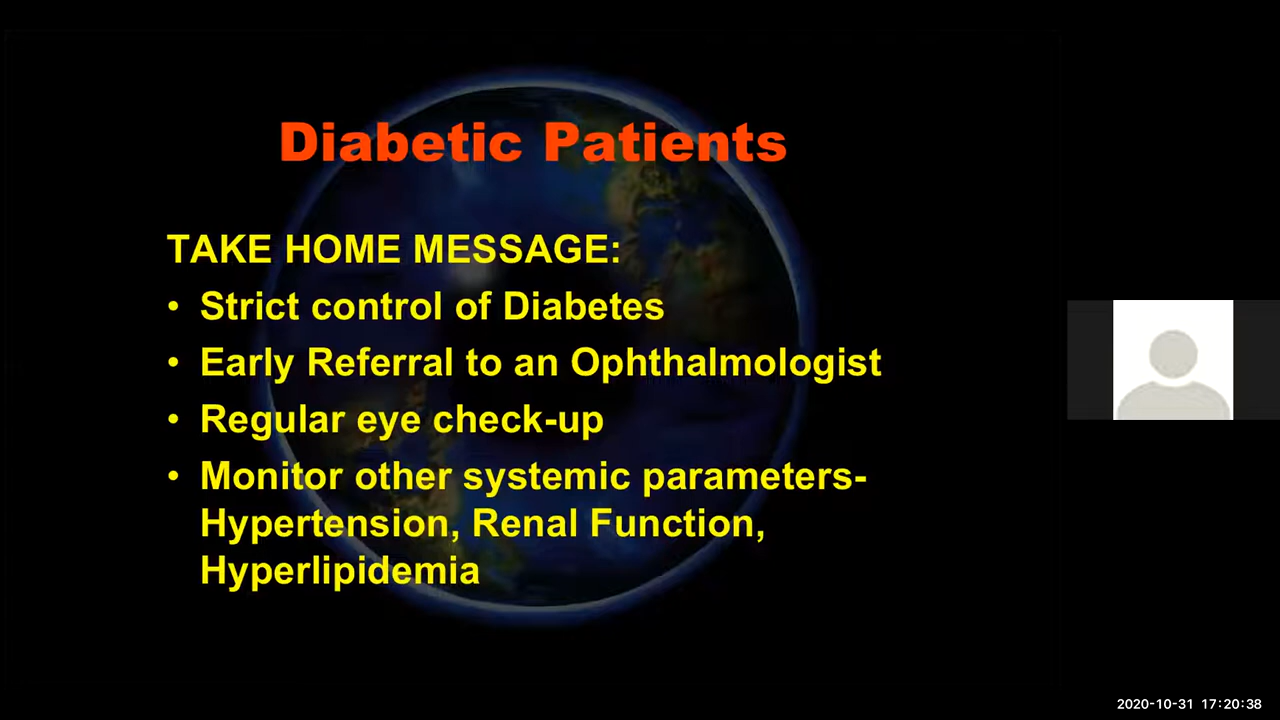 Diabetic Patients
TAKE HOME MESSAGE:
• Strict control of Diabetes
• Early Referral to an Ophthalmologist
• Regular eye check-up
• Monitor other systemic parameters-
Hypertension, Renal Function,
Hyperlipidemia
2020-10-31 17:20:38